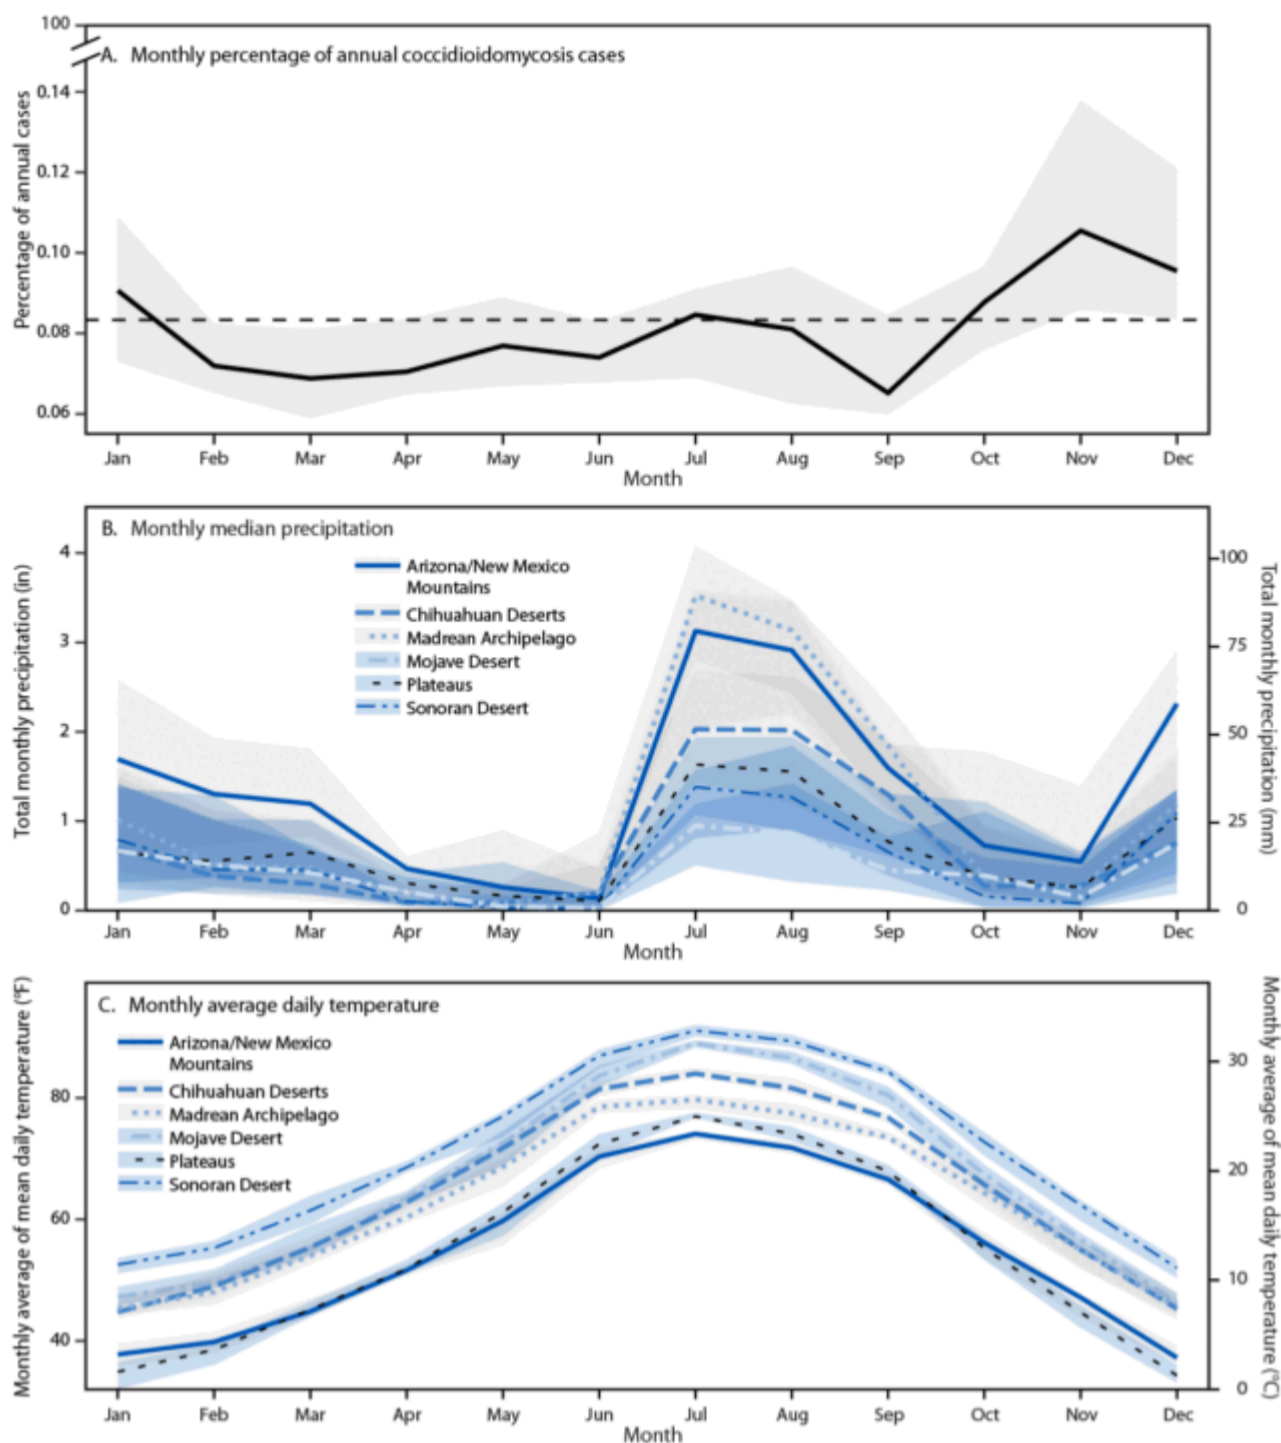 100
A. Monthly percentage of annual coccidioidomycosis cases
0.14
0.12
0.10
0.08
0.06
Percentage of annual cases
Jan Feb Mar Apr May Jun Jul Aug Sep Oct Nov Dec
Month
B. Monthly median precipitation
4
3
2
1
0
Total monthly precipitation (in)
Arizona/New Mexico
Mountains
Chihuahuan Deserts
Madrean Archipelago
Mojave Desert
Plateaus
Sonoran Desert
100
75
50
25
0
Total monthly precipitation (mm)
Jan Feb Mar Apr May Jun Jul Aug Sep Oct Nov Dec
Month
C. Monthly average daily temperature
80
60
40
Monthly average of mean daily temperature (°F)
Arizona/New Mexico
Mountains
Chihuahuan Deserts
Madrean Archipelago
Mojave Desert
Plateaus
Sonoran Desert
30
20
10
0
Monthly average of mean daily temperature (°C)
Jan Feb Mar Apr May Jun Jul Aug Sep Oct Nov Dec
Month